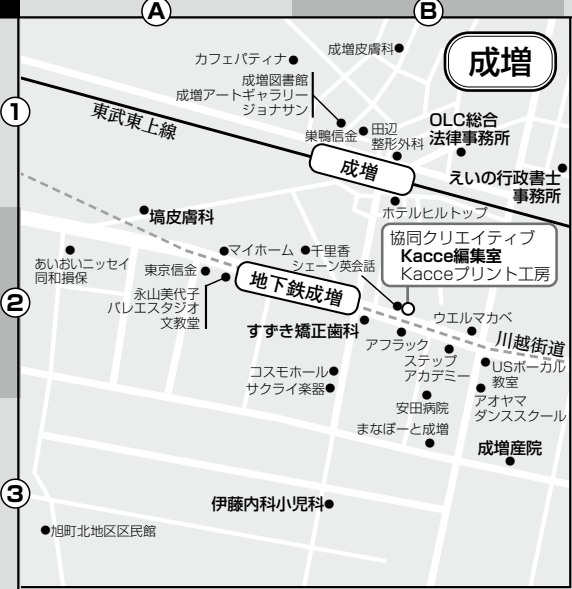 A
B
成増
①
②
③
カフェパティナ
成増皮膚科
成増図書館
成増アートギャラリー
ジョナサン
東武東上線
巣鴨信金
田辺
整形外科
OLC総合
法律事務所
成増
えいの行政書士
事務所
ホテルヒルトップ
塙皮膚科
協同クリエイティブ
Kacce編集室
Kacceプリント工房
マイホーム
千里香
シェーン英会話
あいおいニッセイ
同和損保
東京信金
地下鉄成増
永山美代子
バレエスタジオ
文教堂
すずき矯正歯科
ウエルマカベ
川越街道
アフラック
ステップ
アカデミー
USボーカル
教室
コスモホール
サクライ楽器
アオヤマ
ダンススクール
安田病院
まなぽーと成増
成増産院
伊藤内科小児科
旭町北地区区民館